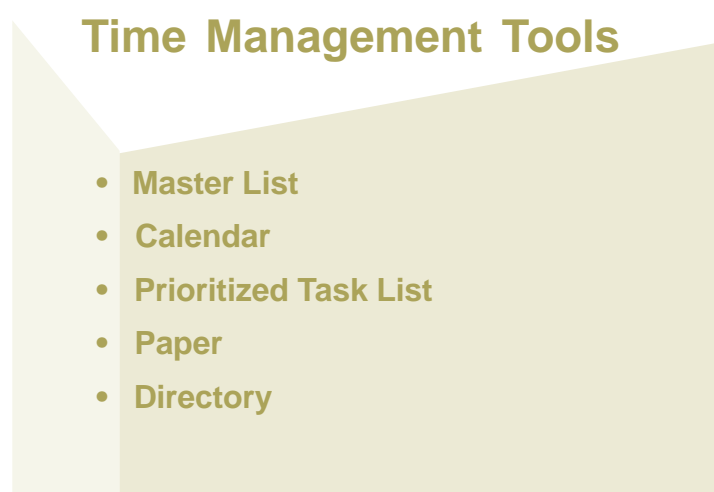 Time Management Tools
• Master List
• Calendar
• Prioritized Task List
• Paper
• Directory